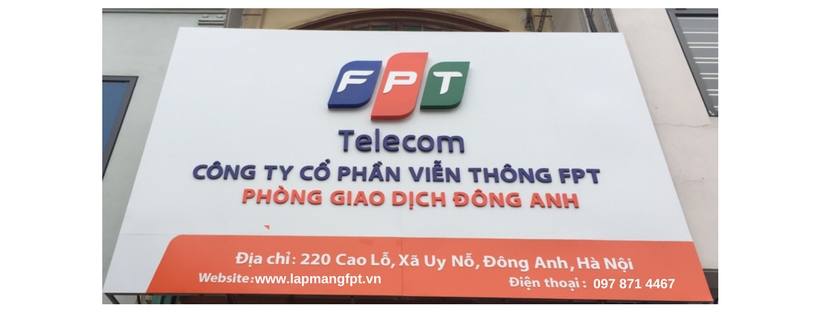 FPT
Telecom
CÔNG TY CỔ PHẦN VIỄN THÔNG FPT
PHÒNG GIAO DỊCH ĐÔNG ANH
Địa chỉ: 220 Cao Lỗ, Xã Uy Nỗ, Đông Anh, Hà Nội
Website: www.lapmangfpt.vn Điện thoại: 097 871 4467